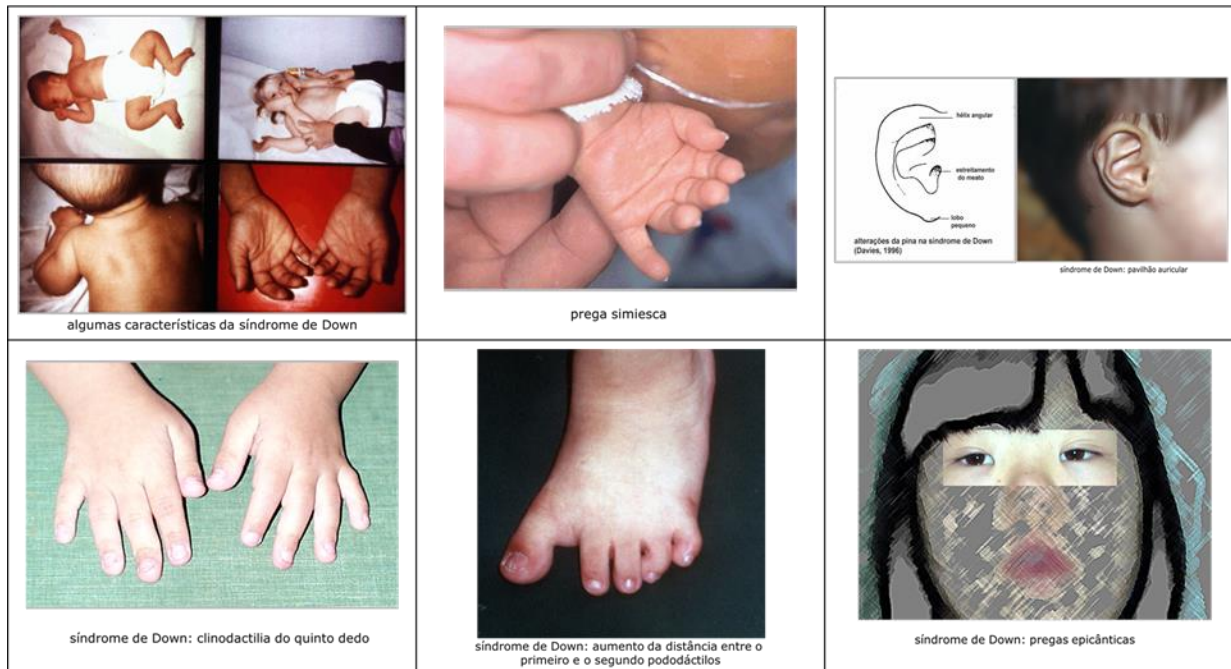 algumas características da síndrome de Down
prega simiesca
hélix angular
estreitamento
do meato
lobo
pequeno
alterações da pina na síndrome de Down
(Davies, 1996)
síndrome de Down: pavilhão auricular
síndrome de Down: clinodactilia do quinto dedo
síndrome de Down: aumento da distância entre o
primeiro e o segundo pododáctilos
síndrome de Down: pregas epicânticas